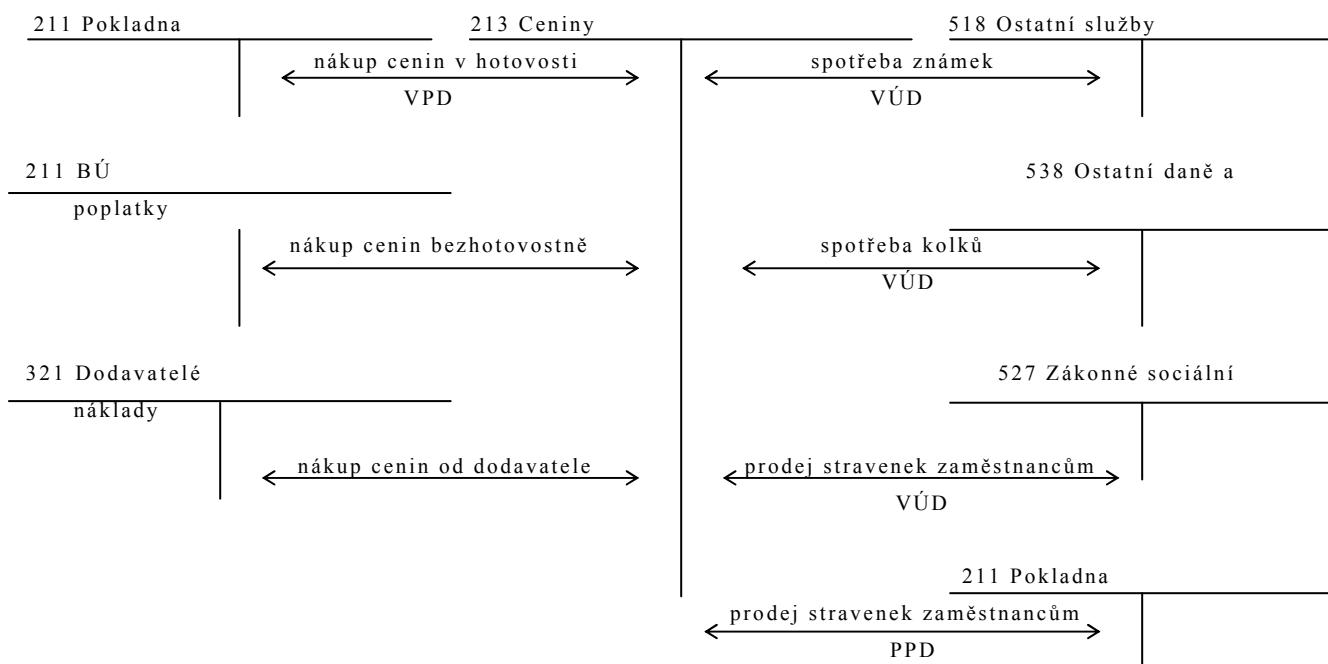 211 Pokladna 213 Ceniny 518 Ostatní služby
nákup cenin v hotovosti spotřeba známek
VPD VÚD
211 BÚ 538 Ostatní daně a
poplatky
nákup cenin bezhotovostně spotřeba kolků
VÚD
321 Dodavatelé 527 Zákonné sociální
náklady
nákup cenin od dodavatele prodej stravenek zaměstnancům
VÚD
211 Pokladna
prodej stravenek zaměstnancům
PPD